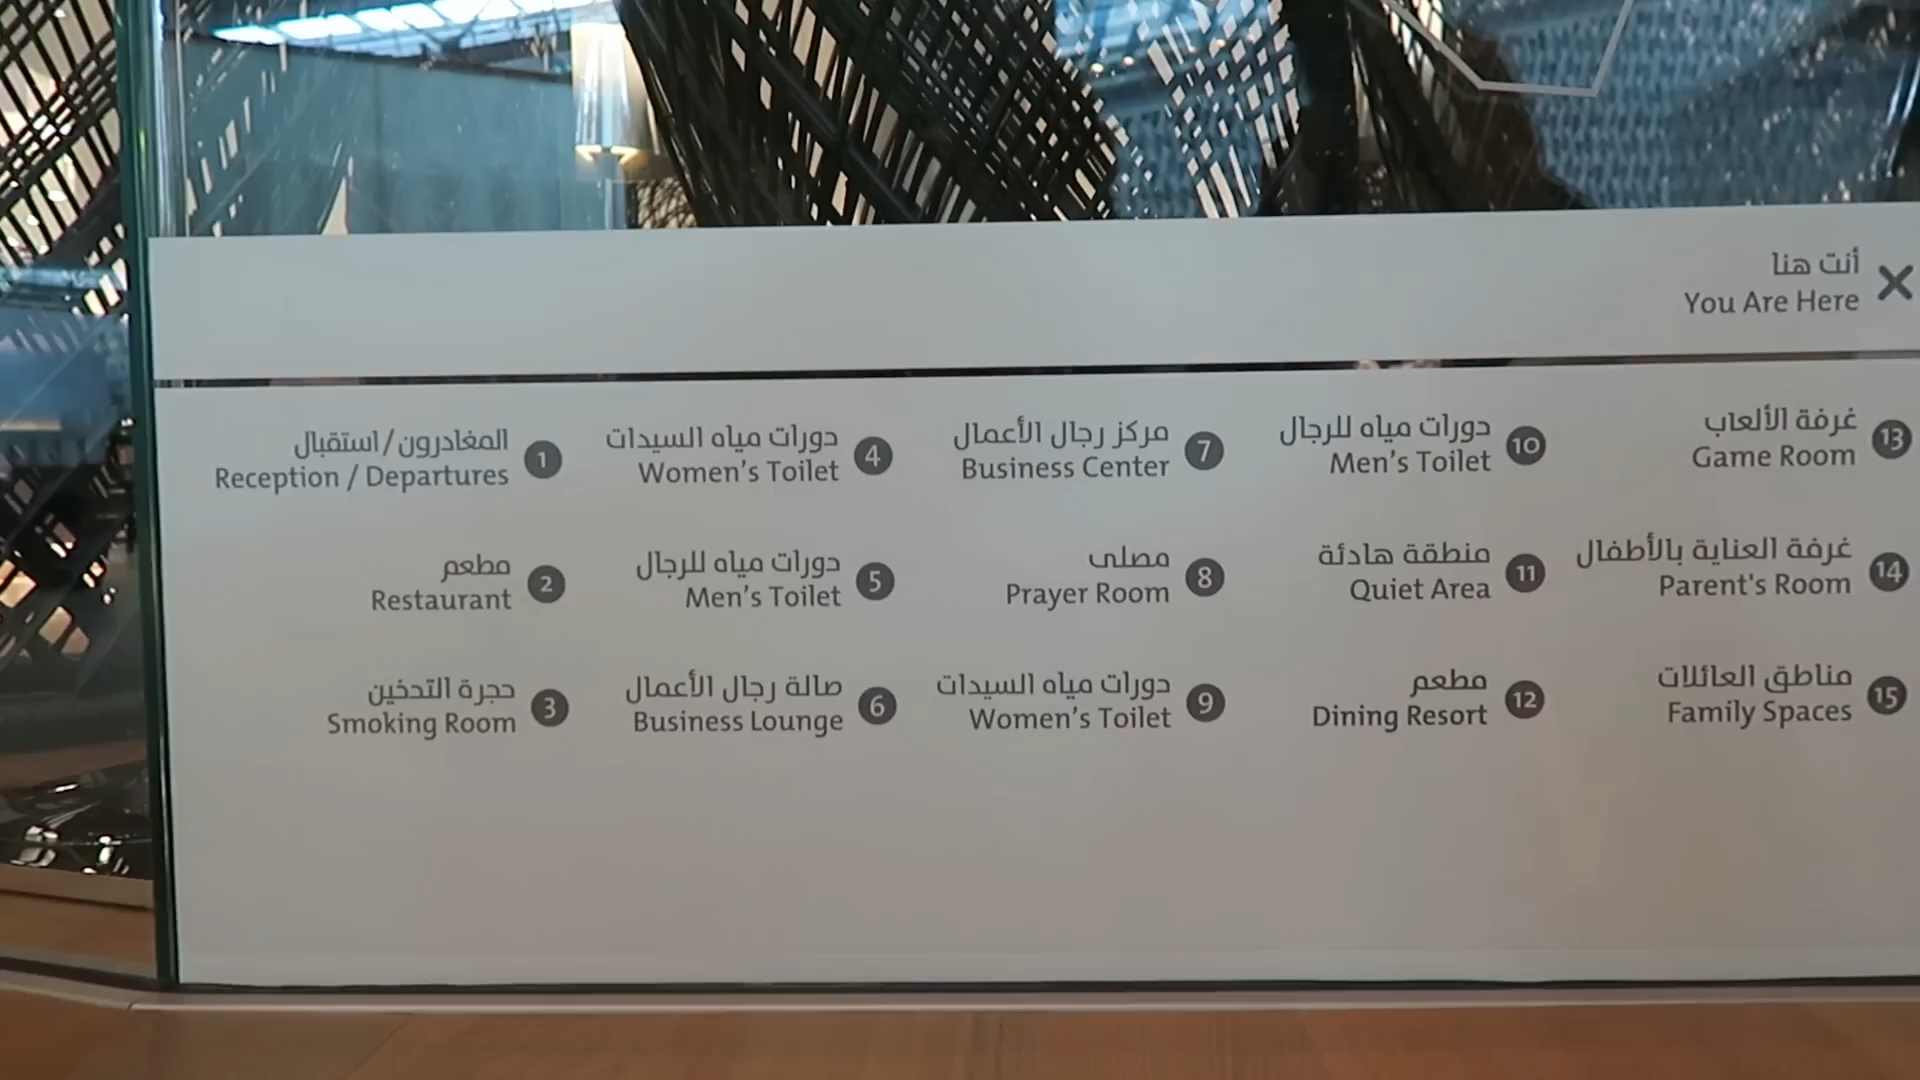 أنت هنا
You Are Here
المغادرون/استقبال
Reception / Departures
1
مطعم
Restaurant
2
حجرة التدخين
Smoking Room
3
دورات مياه السيدات
Women's Toilet
4
دورات مياه للرجال
Men's Toilet
5
صالة رجال الأعمال
Business Lounge
6
مركز رجال الأعمال
Business Center
7
مصلى
Prayer Room
8
دورات مياه السيدات
Women's Toilet
9
دورات مياه للرجال
Men's Toilet
10
منطقة هادئة
Quiet Area
11
مطعم
Dining Resort
12
غرفة الألعاب
Game Room
13
غرفة العناية بالأطفال
Parent's Room
14
مناطق العائلات
Family Spaces
15